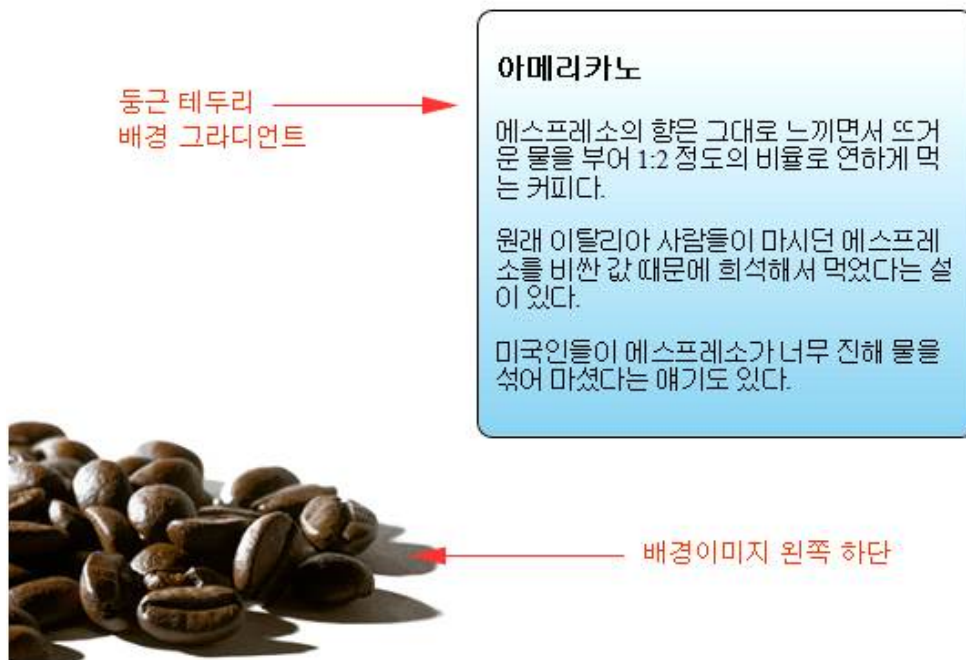 아메리카노
둥근 테두리
배경 그라디언트
에스프레소의 향은 그대로 느끼면서 뜨거
운 물을 부어 1:2 정도의 비율로 연하게 먹
는 커피다.
원래 이탈리아 사람들이 마시던 에스프레
소를 비싼 값 때문에 희석해서 먹었다는 설
이 있다.
미국인들이 에스프레소가 너무 진해 물을
섞어 마셨다는 얘기도 있다.
배경이미지 왼쪽 하단